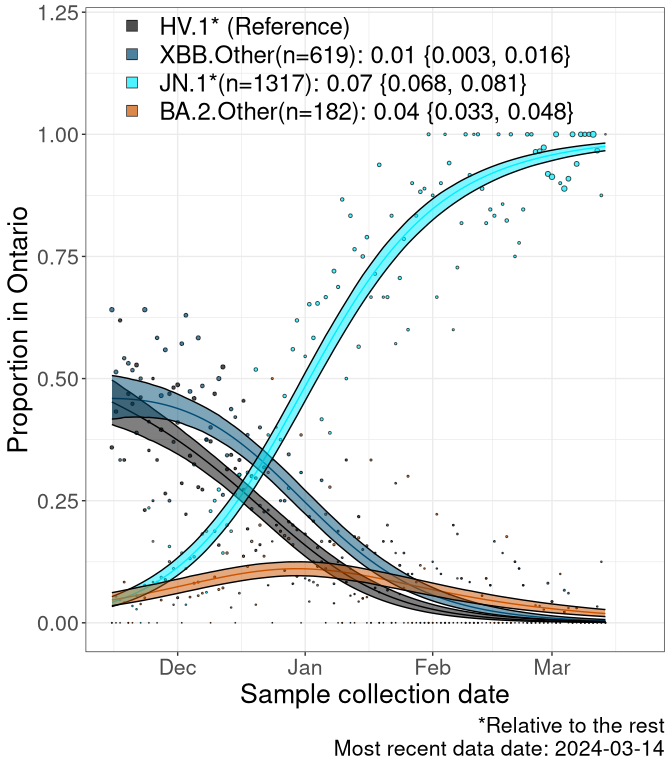 1.25
HV.1* (Reference)
XBB.Other(n=619): 0.01 {0.003, 0.016}
JN.1*(n=1317): 0.07 {0.068, 0.081}
BA.2.Other(n=182): 0.04 {0.033, 0.048}
1.00
0.75
0.50
0.25
0.00
Proportion in Ontario
Dec Jan Feb Mar
Sample collection date
*Relative to the rest
Most recent data date: 2024-03-14